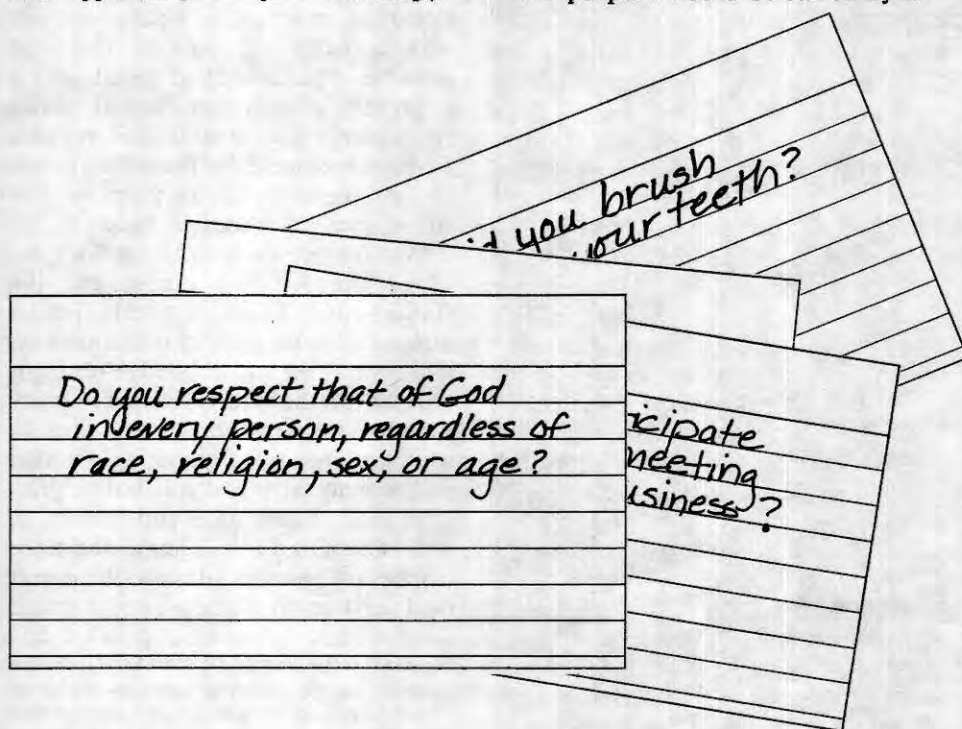 you brush
teeth?
Do you respect that of God
in every person, regardless of
race, religion, sex, or age?
icipate
meeting
usiness?